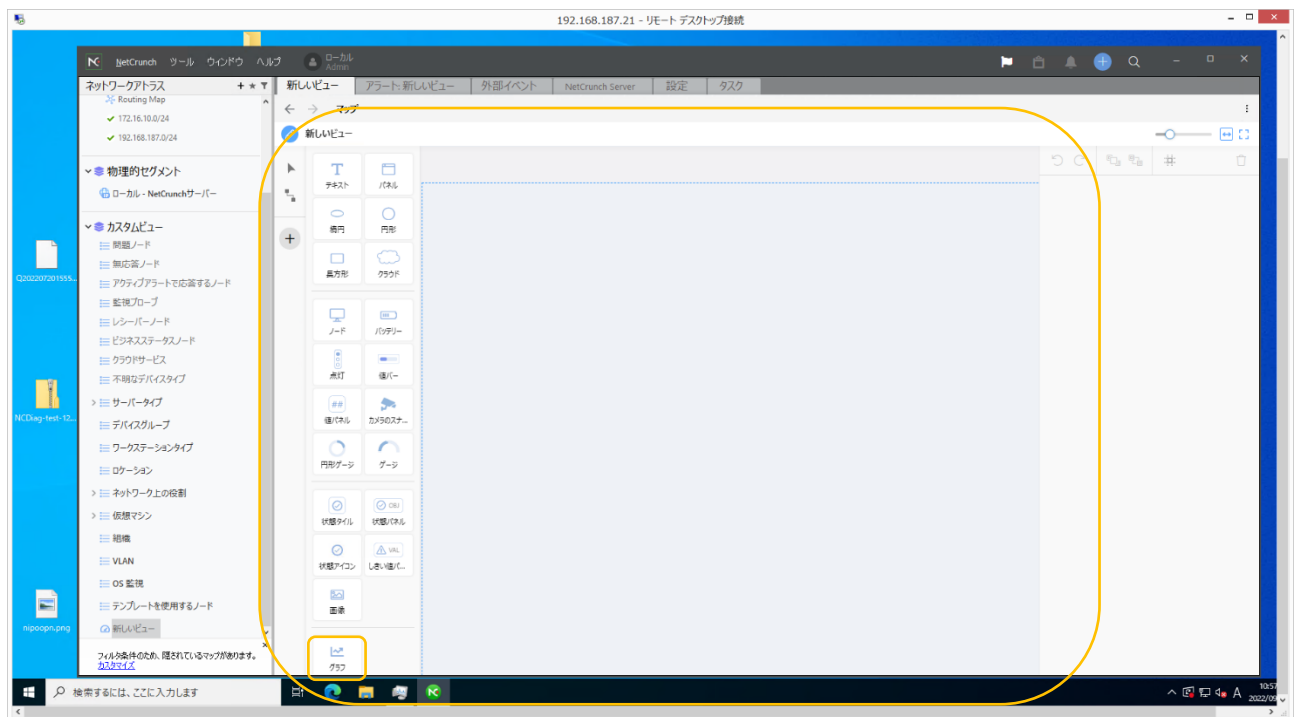 192.168.187.21 - リモート デスクトップ接続
NetCrunch ツール ウィンドウ ヘルプ
ローカル
Admin
ネットワークアトラス
新しいビュー
アラート: 新しいビュー
外部イベント
NetCrunch Server
設定
タスク
Routing Map
172.16.10.0/24
192.168.187.0/24
マップ
新しいビュー
物理的セグメント
ローカル - NetCrunchサーバー
カスタムビュー
問題ノード
無応答ノード
アクティブアラートで応答するノード
監視プローブ
レシーバーノード
ビジネスステータスノード
クラウドサービス
不明なデバイスタイプ
サーバータイプ
デバイスグループ
ワークステーションタイプ
ロケーション
ネットワーク上の役割
仮想マシン
組織
VLAN
OS 監視
テンプレートを使用するノード
新しいビュー
フィルタ条件のため、隠されているマップがあります。
カスタマイズ
テキスト
パネル
楕円
円形
長方形
クラウド
ノード
バッテリー
点灯
値バー
##
値パネル
カメラのスナ...
円形ゲージ
ゲージ
OBJ
状態タイル
状態パネル
VAL
状態アイコン
しきい値パ...
画像
グラフ
Q202207201555...
NCDiag-test-12...
nipoopn.png
検索するには、ここに入力します
A
10:57
2022/09